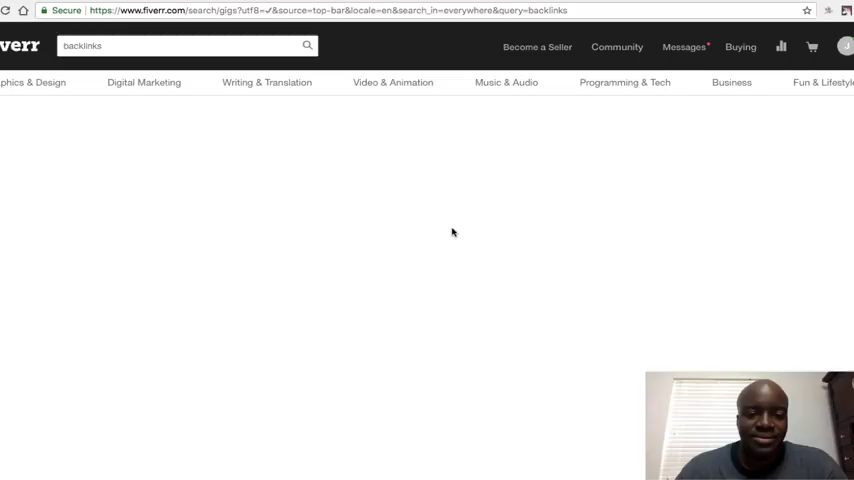 Secure https://www.fiverr.com/search/gigs?utf8=✓&source=top-bar&locale=en&search_in=everywhere&query=backlinks
verr backlinks Become a Seller Community Messages Buying J
phics & Design Digital Marketing Writing & Translation Video & Animation Music & Audio Programming & Tech Business Fun & Lifestyle